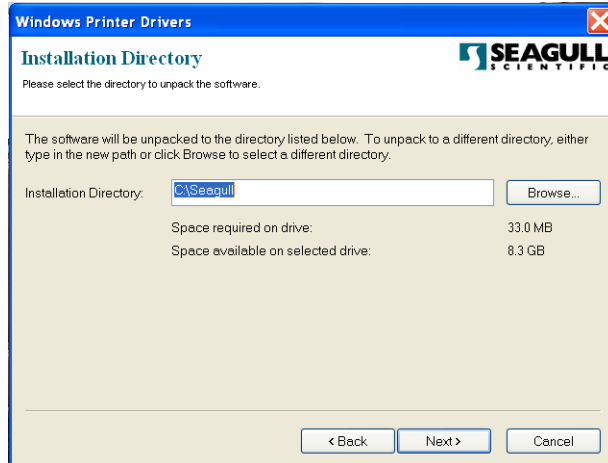 Windows Printer Drivers
Installation Directory
SEAGULL
SCIENTIFIC
Please select the directory to unpack the software.
The software will be unpacked to the directory listed below. To unpack to a different directory, either
type in the new path or click Browse to select a different directory.
Installation Directory: C:\Seagull Browse...
Space required on drive: 33.0 MB
Space available on selected drive: 8.3 GB
< Back Next > Cancel